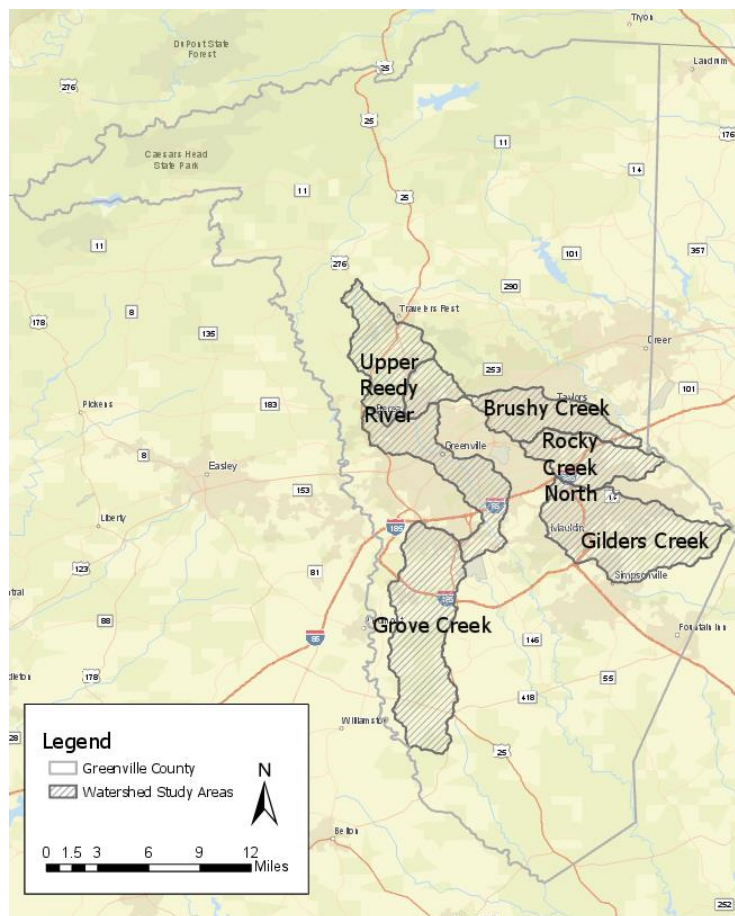 Tryon
DuPont State
Forest
25
Landrum
276
25
176
Caesars Head
State Park
11
14
11
25
11
101
357
276
290
178
8
Travelers Rest
135
Greer
253
Upper
Reedy
River
101
Taylors
Pickens
183
Brushy Creek
Rocky
Creek
North
8
Greenville
Easley
153
85
Liberty
185
Mauldin
Gilders Creek
123
81
Simpsonville
88
Grove Creek
146
Fountain Inn
85
178
55
418
Williamston
28
25
Legend
Greenville County
Watershed Study Areas
N
0 1.5 3 6 9 12
Miles
Belton
252